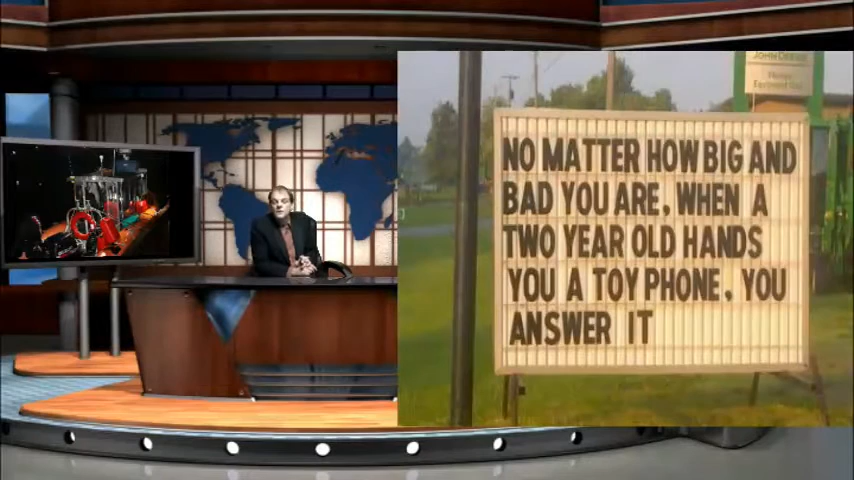 JOHN DEERE
NO MATTER HOW BIG AND
BAD YOU ARE, WHEN A
TWO YEAR OLD HANDS
YOU A TOY PHONE, YOU
ANSWER IT